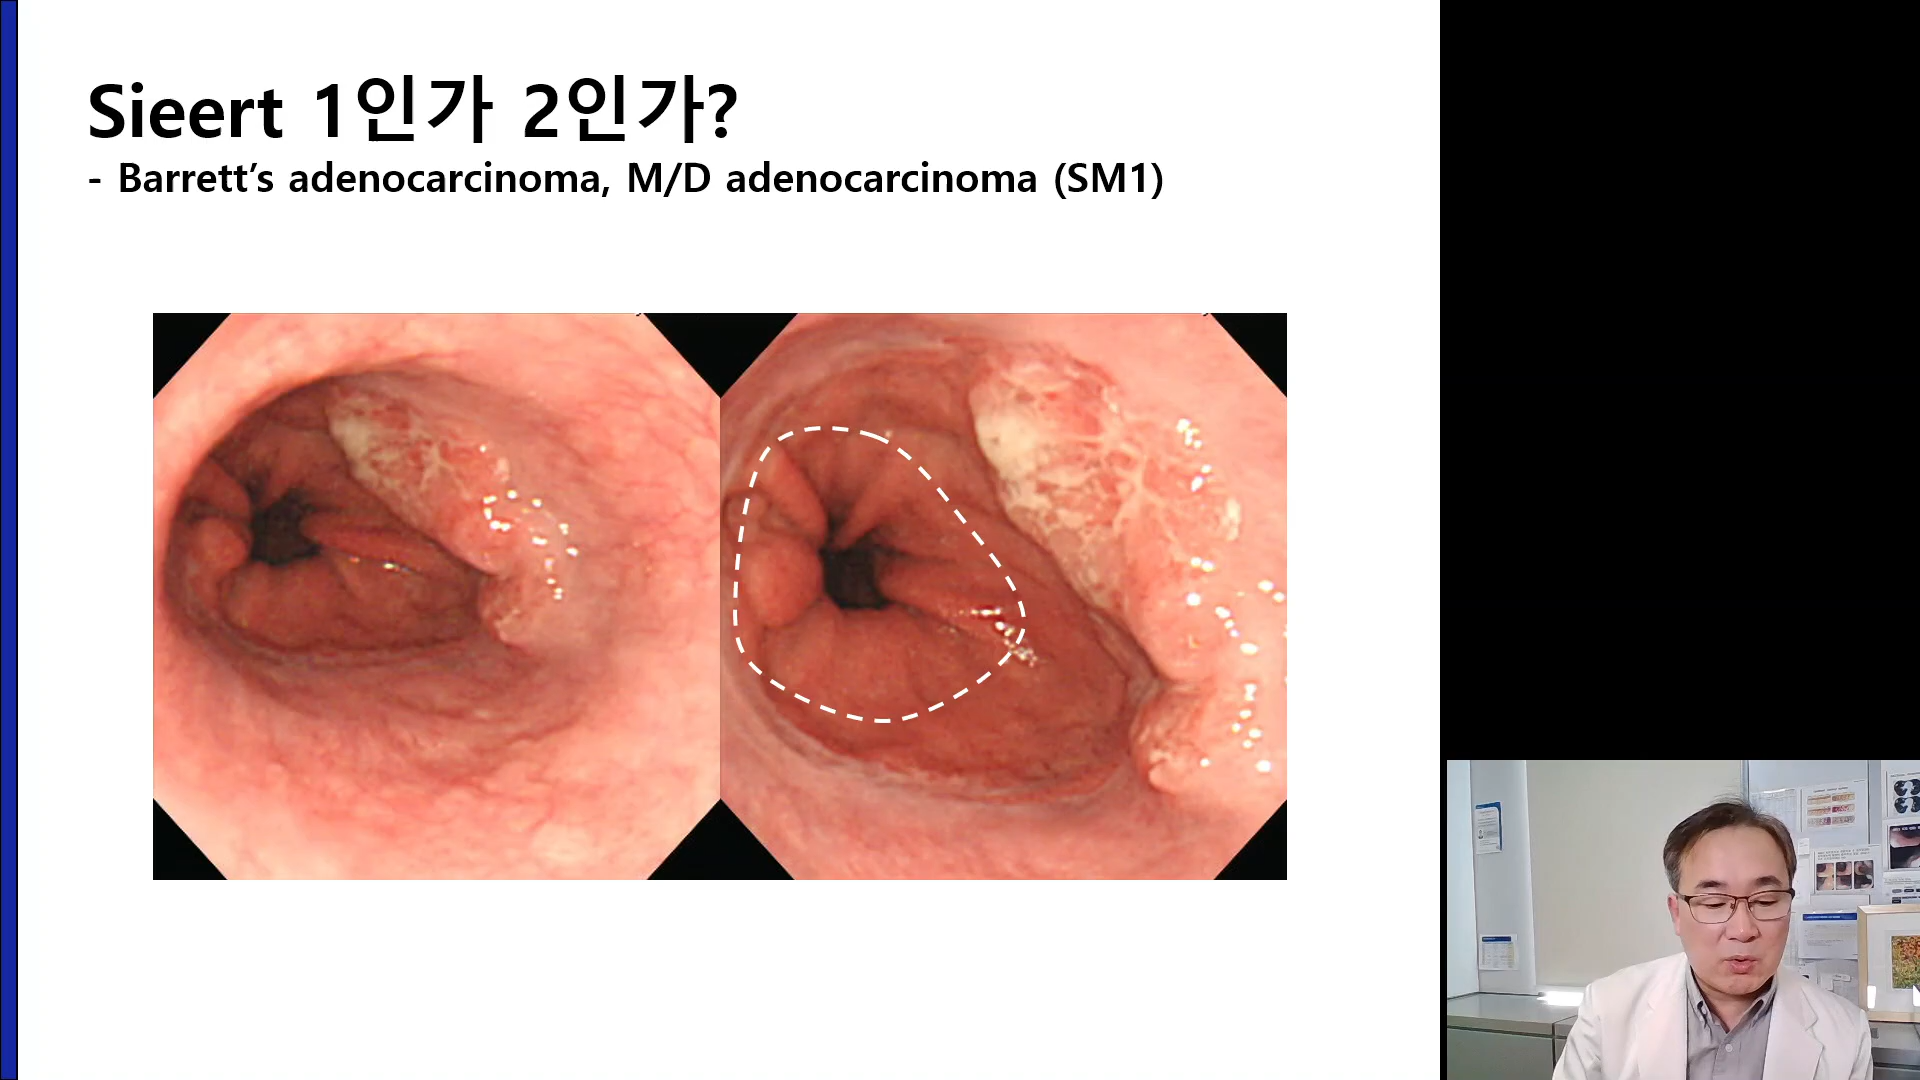 Sieert 1인가 2인가?
- Barrett’s adenocarcinoma, M/D adenocarcinoma (SM1)